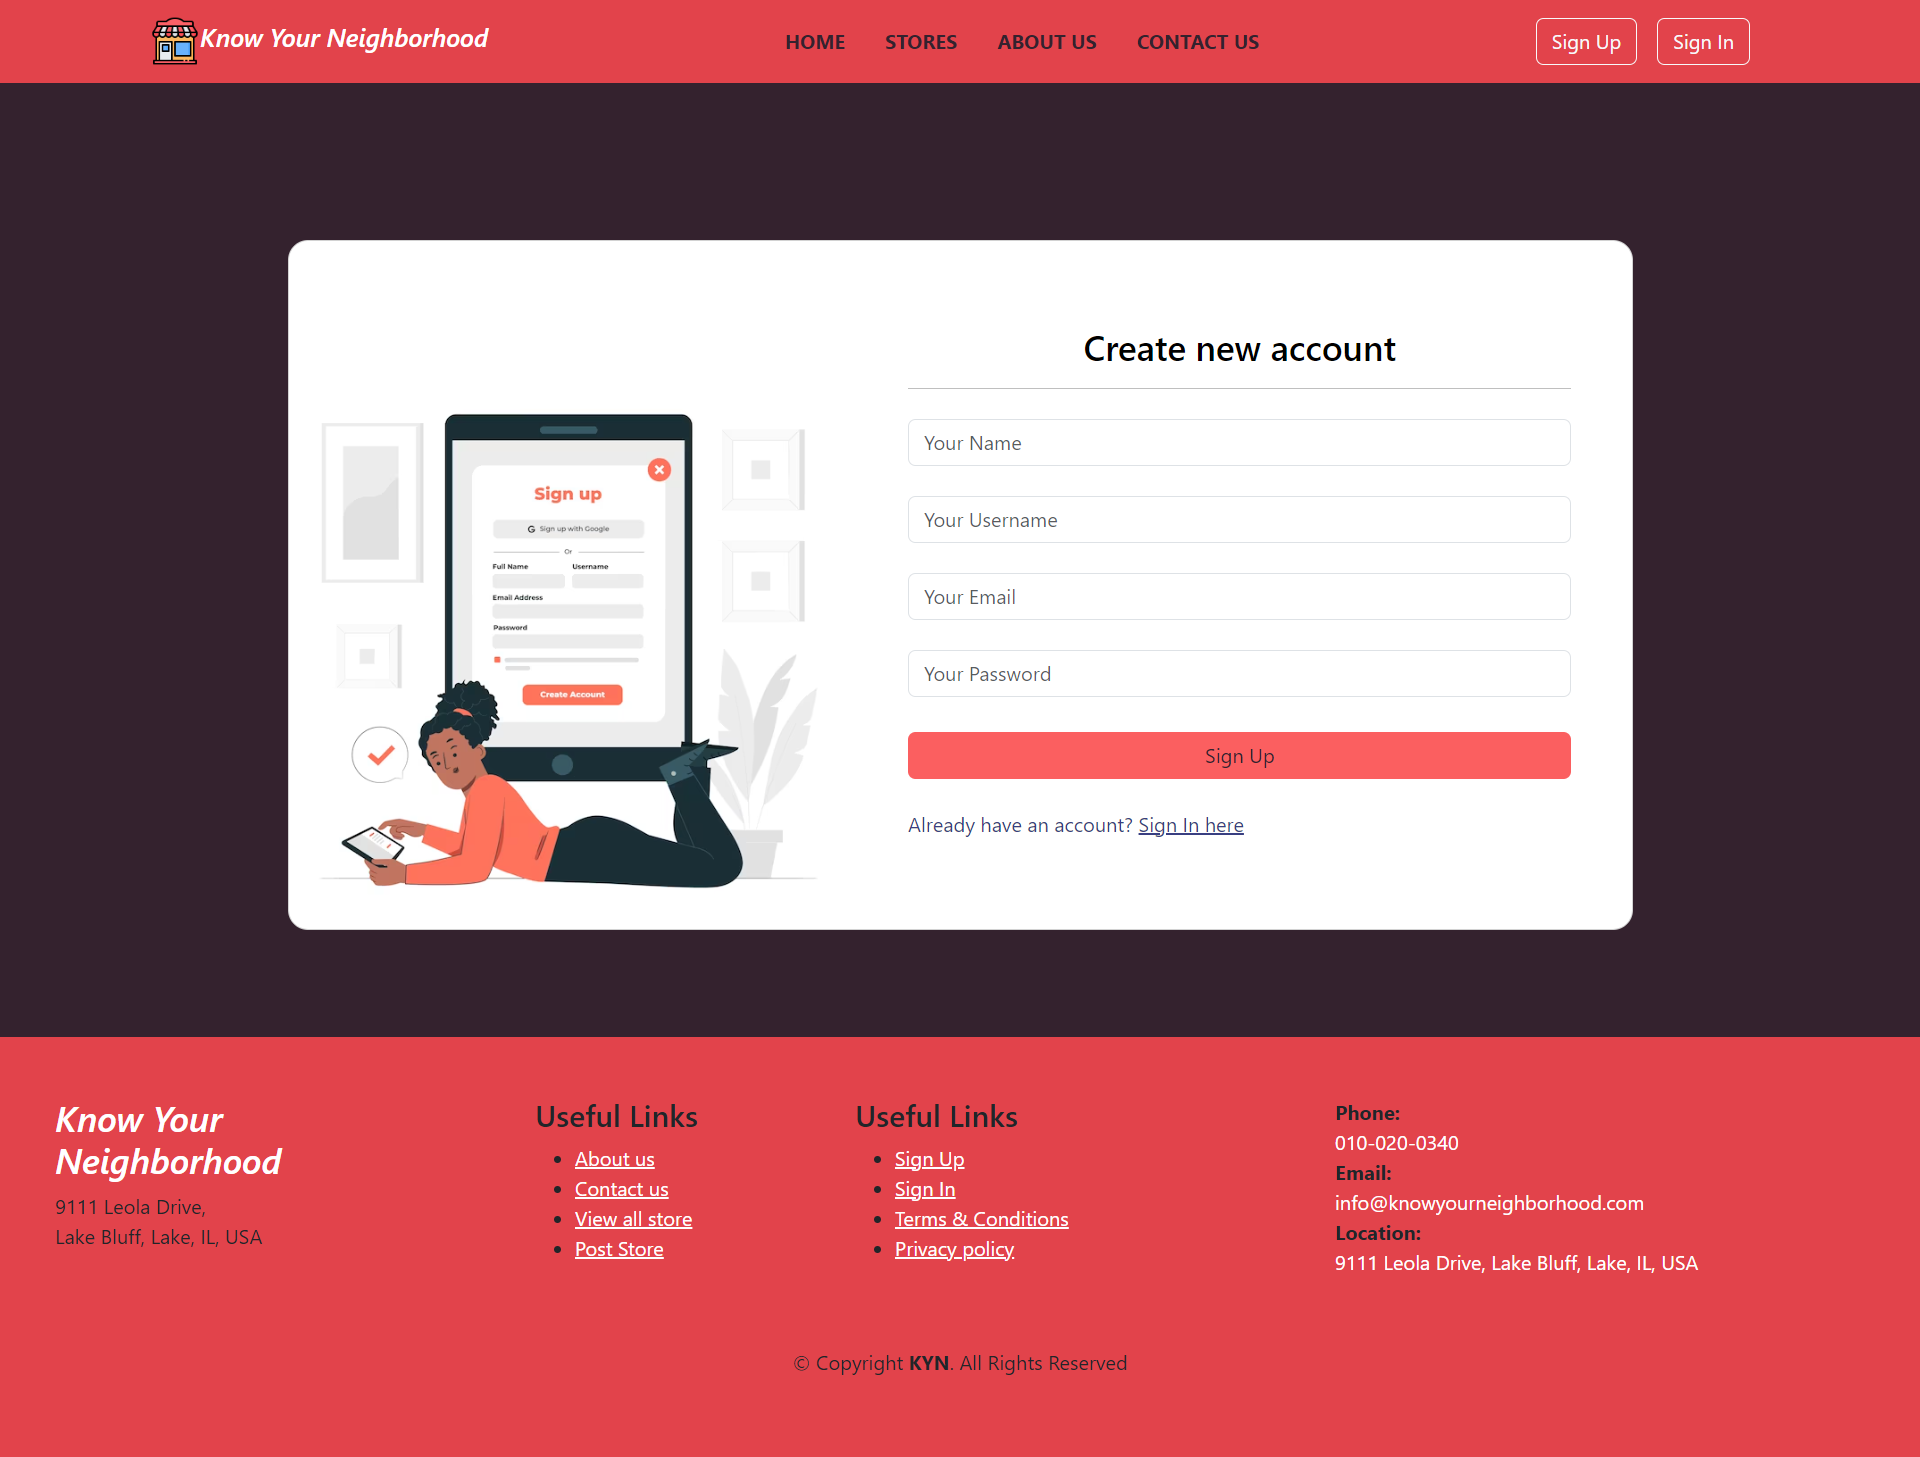 Know Your Neighborhood
HOME STORES ABOUT US CONTACT US
Sign Up Sign In
Sign up
G Sign up with Google
Or
Full Name Username
Email Address
Password
Create Account
Create new account
Your Name
Your Username
Your Email
Your Password
Sign Up
Already have an account? Sign In here
Know Your
Neighborhood
9111 Leola Drive,
Lake Bluff, Lake, IL, USA
Useful Links
About us
Contact us
View all store
Post Store
Useful Links
Sign Up
Sign In
Terms & Conditions
Privacy policy
Phone:
010-020-0340
Email:
info@knowyourneighborhood.com
Location:
9111 Leola Drive, Lake Bluff, Lake, IL, USA
© Copyright KYN. All Rights Reserved